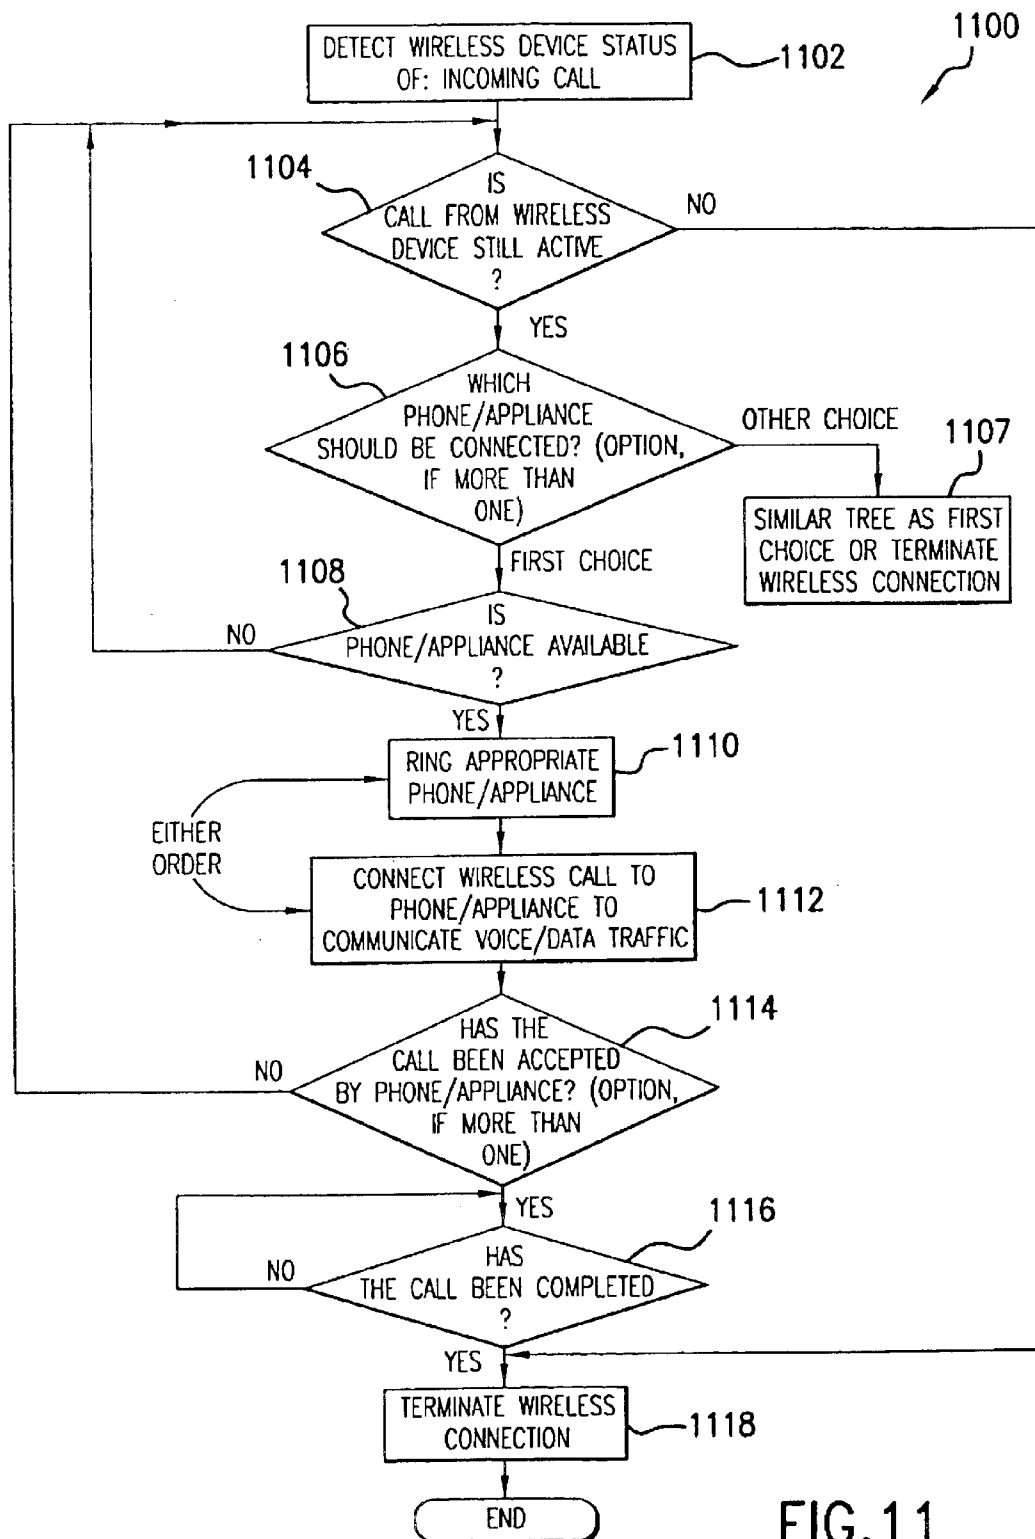 1100
DETECT WIRELESS DEVICE STATUS
OF: INCOMING CALL
1102
1104
IS
CALL FROM WIRELESS
DEVICE STILL ACTIVE
?
NO
YES
1106
WHICH
PHONE/APPLIANCE
SHOULD BE CONNECTED? (OPTION,
IF MORE THAN
ONE)
OTHER CHOICE
1107
SIMILAR TREE AS FIRST
CHOICE OR TERMINATE
WIRELESS CONNECTION
FIRST CHOICE
1108
IS
PHONE/APPLIANCE AVAILABLE
?
NO
YES
RING APPROPRIATE
PHONE/APPLIANCE
1110
EITHER
ORDER
CONNECT WIRELESS CALL TO
PHONE/APPLIANCE TO
COMMUNICATE VOICE/DATA TRAFFIC
1112
1114
HAS THE
CALL BEEN ACCEPTED
BY PHONE/APPLIANCE? (OPTION,
IF MORE THAN
ONE)
NO
YES
1116
HAS
THE CALL BEEN COMPLETED
?
NO
YES
TERMINATE WIRELESS
CONNECTION
1118
END
FIG.11